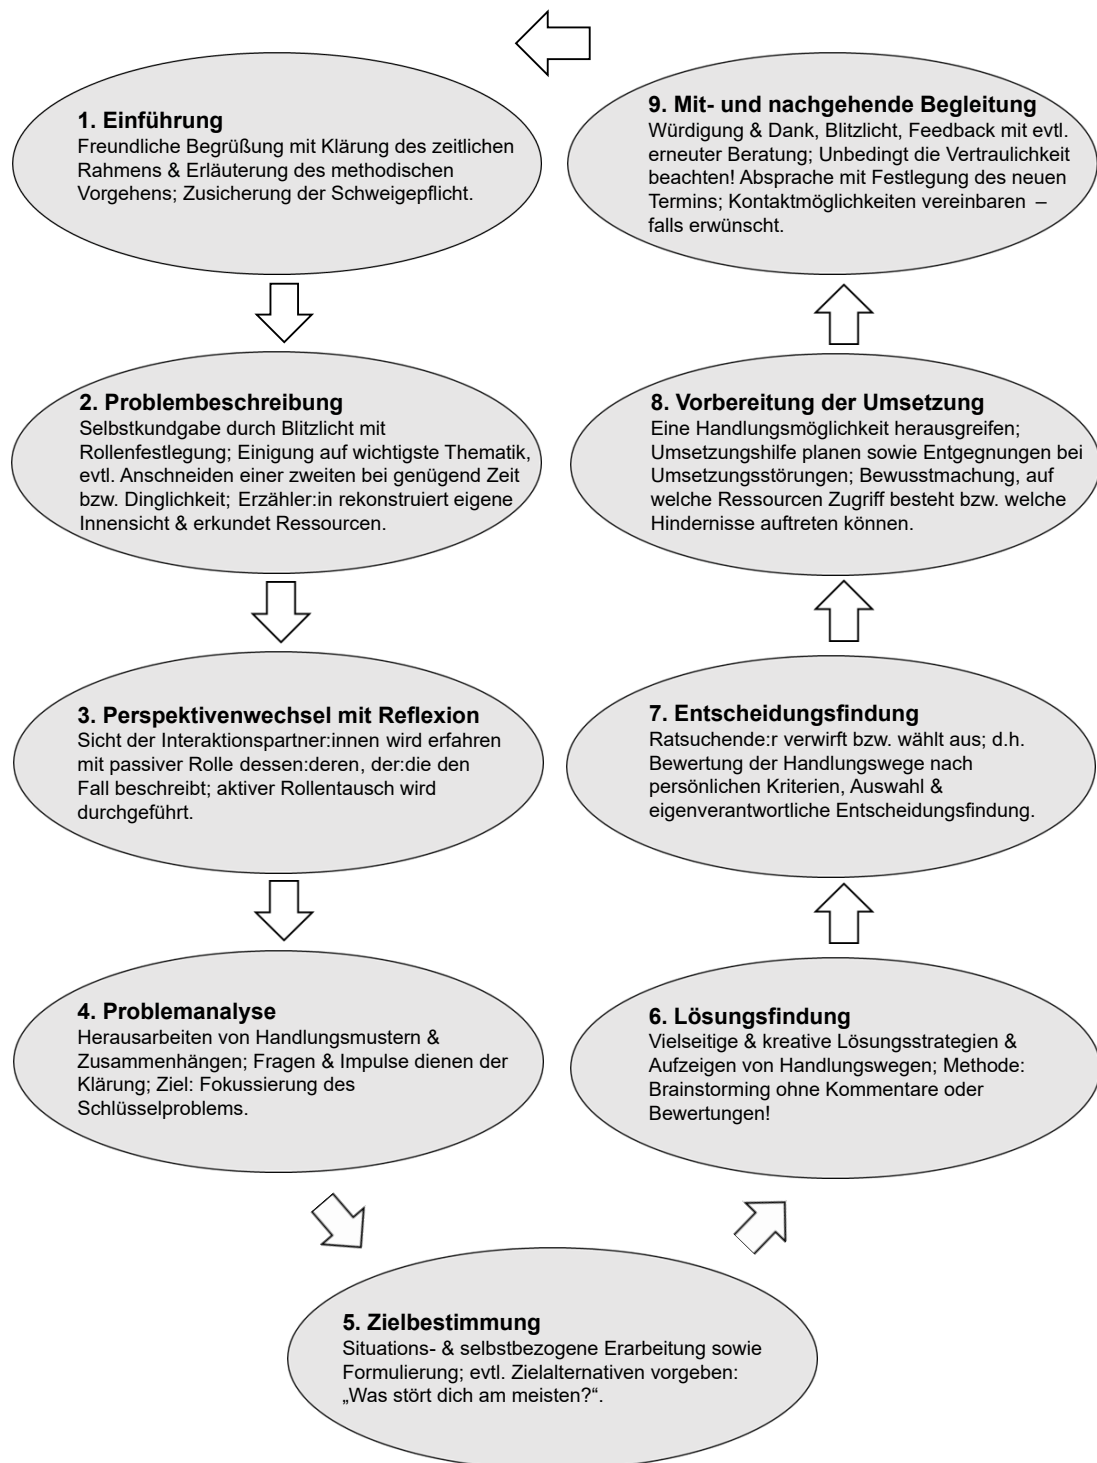 1. Einführung
Freundliche Begrüßung mit Klärung des zeitlichen
Rahmens & Erläuterung des methodischen
Vorgehens; Zusicherung der Schweigepflicht.
2. Problembeschreibung
Selbstkundgabe durch Blitzlicht mit
Rollenfestlegung; Einigung auf wichtigste Thematik,
evtl. Anschneiden einer zweiten bei genügend Zeit
bzw. Dinglichkeit; Erzähler:in rekonstruiert eigene
Innensicht & erkundet Ressourcen.
3. Perspektivenwechsel mit Reflexion
Sicht der Interaktionspartner:innen wird erfahren
mit passiver Rolle dessen:deren, der:die den
Fall beschreibt; aktiver Rollentausch wird
durchgeführt.
4. Problemanalyse
Herausarbeiten von Handlungsmustern &
Zusammenhängen; Fragen & Impulse dienen der
Klärung; Ziel: Fokussierung des
Schlüsselproblems.
5. Zielbestimmung
Situations- & selbstbezogene Erarbeitung sowie
Formulierung; evtl. Zielalternativen vorgeben:
„Was stört dich am meisten?“.
6. Lösungsfindung
Vielseitige & kreative Lösungsstrategien &
Aufzeigen von Handlungswegen; Methode:
Brainstorming ohne Kommentare oder
Bewertungen!
7. Entscheidungsfindung
Ratsuchende:r verwirft bzw. wählt aus; d.h.
Bewertung der Handlungswege nach
persönlichen Kriterien, Auswahl &
eigenverantwortliche Entscheidungsfindung.
8. Vorbereitung der Umsetzung
Eine Handlungsmöglichkeit herausgreifen;
Umsetzungshilfe planen sowie Entgegnungen bei
Umsetzungsstörungen; Bewusstmachung, auf
welche Ressourcen Zugriff besteht bzw. welche
Hindernisse auftreten können.
9. Mit- und nachgehende Begleitung
Würdigung & Dank, Blitzlicht, Feedback mit evtl.
erneuter Beratung; Unbedingt die Vertraulichkeit
beachten! Absprache mit Festlegung des neuen
Termins; Kontaktmöglichkeiten vereinbaren –
falls erwünscht.